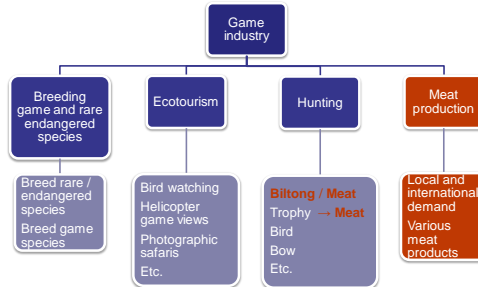 Game
industry
Breeding
game and rare
endangered
species
Ecotourism
Hunting
Meat
production
Breed rare /
endangered
species
Breed game
species
Bird watching
Helicopter
game views
Photographic
safaris
Etc.
Biltong / Meat
Trophy → Meat
Bird
Bow
Etc.
Local and
international
demand
Various
meat
products